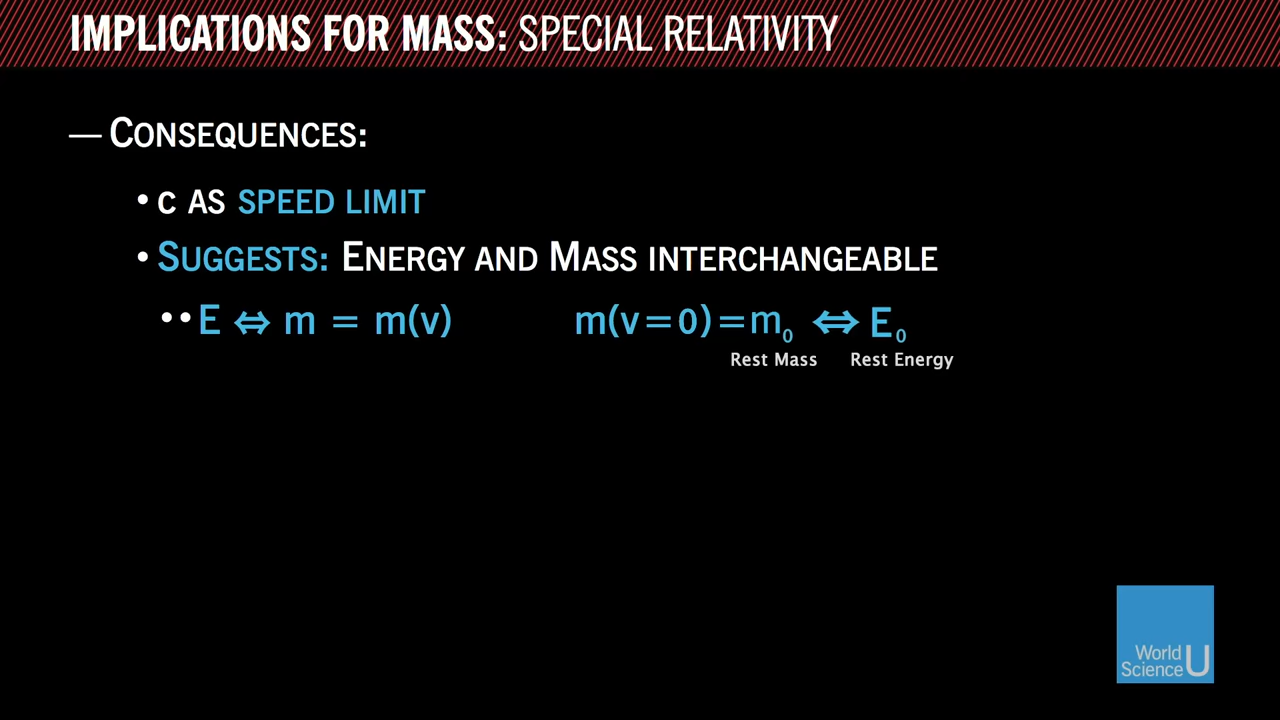 IMPLICATIONS FOR MASS: SPECIAL RELATIVITY
— CONSEQUENCES:
• C AS SPEED LIMIT
• SUGGESTS: ENERGY AND MASS INTERCHANGEABLE
•• E ⇔ m = m(v) m(v=0)=m₀ ⇔ E₀
Rest Mass Rest Energy
World
Science U